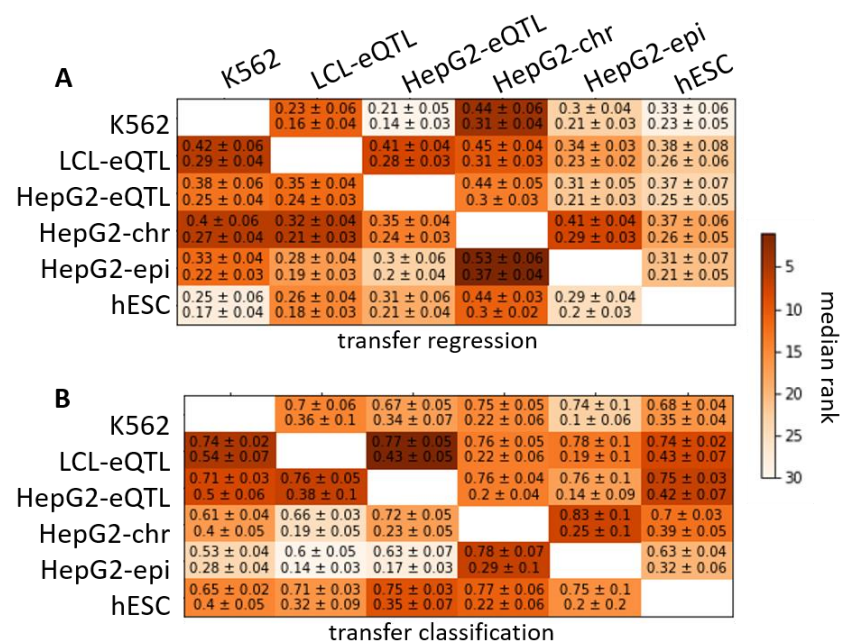 A
K562 LCL-eQTL HepG2-eQTL HepG2-chr HepG2-epi hESC
K562
0.23 ± 0.06 0.21 ± 0.05 0.44 ± 0.06 0.3 ± 0.04 0.33 ± 0.06
0.16 ± 0.04 0.14 ± 0.03 0.31 ± 0.04 0.21 ± 0.03 0.23 ± 0.05
LCL-eQTL
0.42 ± 0.06 0.41 ± 0.04 0.45 ± 0.04 0.34 ± 0.03 0.38 ± 0.08
0.29 ± 0.04 0.28 ± 0.03 0.31 ± 0.03 0.23 ± 0.02 0.26 ± 0.06
HepG2-eQTL
0.38 ± 0.06 0.35 ± 0.04 0.44 ± 0.05 0.31 ± 0.05 0.37 ± 0.07
0.25 ± 0.04 0.24 ± 0.03 0.3 ± 0.03 0.21 ± 0.03 0.25 ± 0.05
HepG2-chr
0.4 ± 0.06 0.32 ± 0.04 0.35 ± 0.04 0.41 ± 0.04 0.37 ± 0.06
0.27 ± 0.04 0.21 ± 0.03 0.24 ± 0.03 0.29 ± 0.03 0.26 ± 0.05
HepG2-epi
0.33 ± 0.04 0.28 ± 0.04 0.3 ± 0.06 0.53 ± 0.06 0.31 ± 0.07
0.22 ± 0.03 0.19 ± 0.03 0.2 ± 0.04 0.37 ± 0.04 0.21 ± 0.05
hESC
0.25 ± 0.06 0.26 ± 0.04 0.31 ± 0.06 0.44 ± 0.03 0.29 ± 0.04
0.17 ± 0.04 0.18 ± 0.03 0.21 ± 0.04 0.3 ± 0.02 0.2 ± 0.03
transfer regression
5
10
15
20
25
30
median rank
B
K562
0.7 ± 0.06 0.67 ± 0.05 0.75 ± 0.05 0.74 ± 0.1 0.68 ± 0.04
0.36 ± 0.1 0.34 ± 0.07 0.22 ± 0.06 0.1 ± 0.06 0.35 ± 0.04
LCL-eQTL
0.74 ± 0.02 0.77 ± 0.05 0.76 ± 0.05 0.78 ± 0.1 0.74 ± 0.02
0.54 ± 0.07 0.43 ± 0.05 0.22 ± 0.06 0.19 ± 0.1 0.43 ± 0.07
HepG2-eQTL
0.71 ± 0.03 0.76 ± 0.05 0.76 ± 0.04 0.76 ± 0.1 0.75 ± 0.03
0.5 ± 0.06 0.38 ± 0.1 0.2 ± 0.04 0.14 ± 0.09 0.42 ± 0.07
HepG2-chr
0.61 ± 0.04 0.66 ± 0.03 0.72 ± 0.05 0.83 ± 0.1 0.7 ± 0.03
0.4 ± 0.05 0.19 ± 0.05 0.23 ± 0.05 0.25 ± 0.1 0.39 ± 0.05
HepG2-epi
0.53 ± 0.04 0.6 ± 0.05 0.63 ± 0.07 0.78 ± 0.07 0.63 ± 0.04
0.28 ± 0.04 0.14 ± 0.03 0.17 ± 0.03 0.29 ± 0.1 0.32 ± 0.06
hESC
0.65 ± 0.02 0.71 ± 0.03 0.75 ± 0.03 0.77 ± 0.06 0.75 ± 0.1
0.4 ± 0.05 0.32 ± 0.09 0.35 ± 0.07 0.22 ± 0.06 0.2 ± 0.2
transfer classification